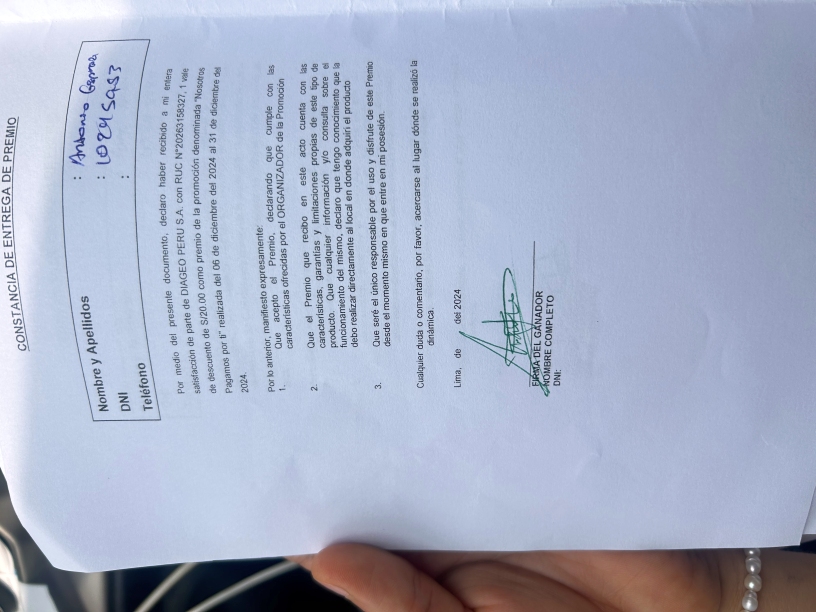 CONSTANCIA DE ENTREGA DE PREMIO
Nombre y Apellidos : Antonzo
DNI :
Teléfono :
Por medio del presente documento, declaro haber recibido a mi entera
satisfacción de parte de DIAGEO PERU S.A. con RUC N°20263158327, 1 vale
de descuento de S/20.00 como premio de la promoción denominada "Nosotros
Pagamos por ti" realizada del 06 de diciembre del 2024 al 31 de diciembre del
2024.
Por lo anterior, manifiesto expresamente:
1. Que acepto el Premio, declarando que cumple con las
características ofrecidas por el ORGANIZADOR de la Promoción
2. Que el Premio que recibo en este acto cuenta con las
características, garantías y limitaciones propias de este tipo de
producto. Que cualquier información y/o consulta sobre el
funcionamiento del mismo, declaro que tengo conocimiento que la
debo realizar directamente al local en donde adquirí el producto
3. Que seré el único responsable por el uso y disfrute de este Premio
desde el momento mismo en que entre en mi posesión.
Cualquier duda o comentario, por favor, acercarse al lugar dónde se realizó la
dinámica
Lima, de del 2024
FIRMA DEL GANADOR
NOMBRE COMPLETO
DNI: